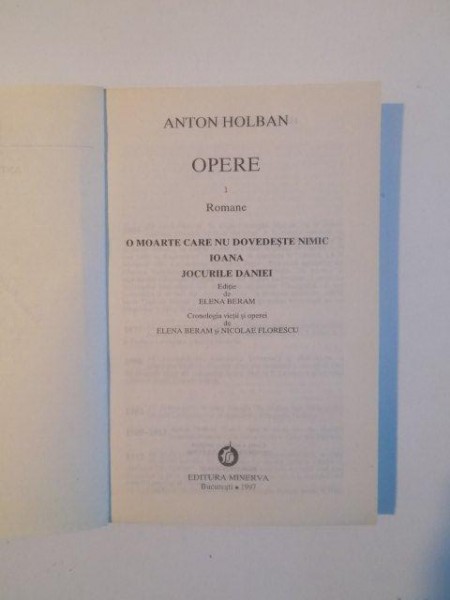 ANTON HOLBAN
OPERE
1
Romane
O MOARTE CARE NU DOVEDEȘTE NIMIC
IOANA
JOCURILE DANIEI
Ediție
de
ELENA BERAM
Cronologia vieții și operei
de
ELENA BERAM și NICOLAE FLORESCU
EDITURA MINERVA
București • 1997